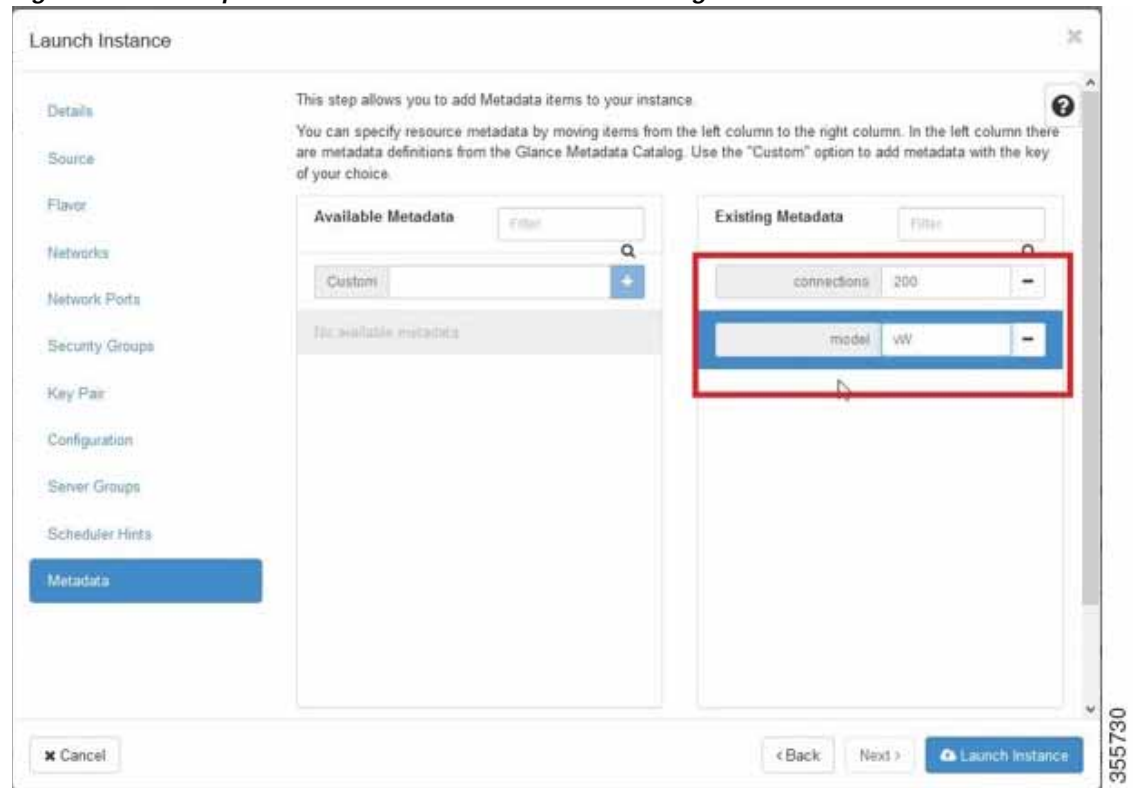 Launch Instance
Details
Source
Flavor
Networks
Network Ports
Security Groups
Key Pair
Configuration
Server Groups
Scheduler Hints
Metadata
This step allows you to add Metadata items to your instance.
You can specify resource metadata by moving items from the left column to the right column. In the left column there
are metadata definitions from the Glance Metadata Catalog. Use the "Custom" option to add metadata with the key
of your choice.
Available Metadata Filter
Custom +
No available metadata
Existing Metadata Filter
connections 200 -
model vW -
× Cancel
< Back Next > Launch Instance
355730